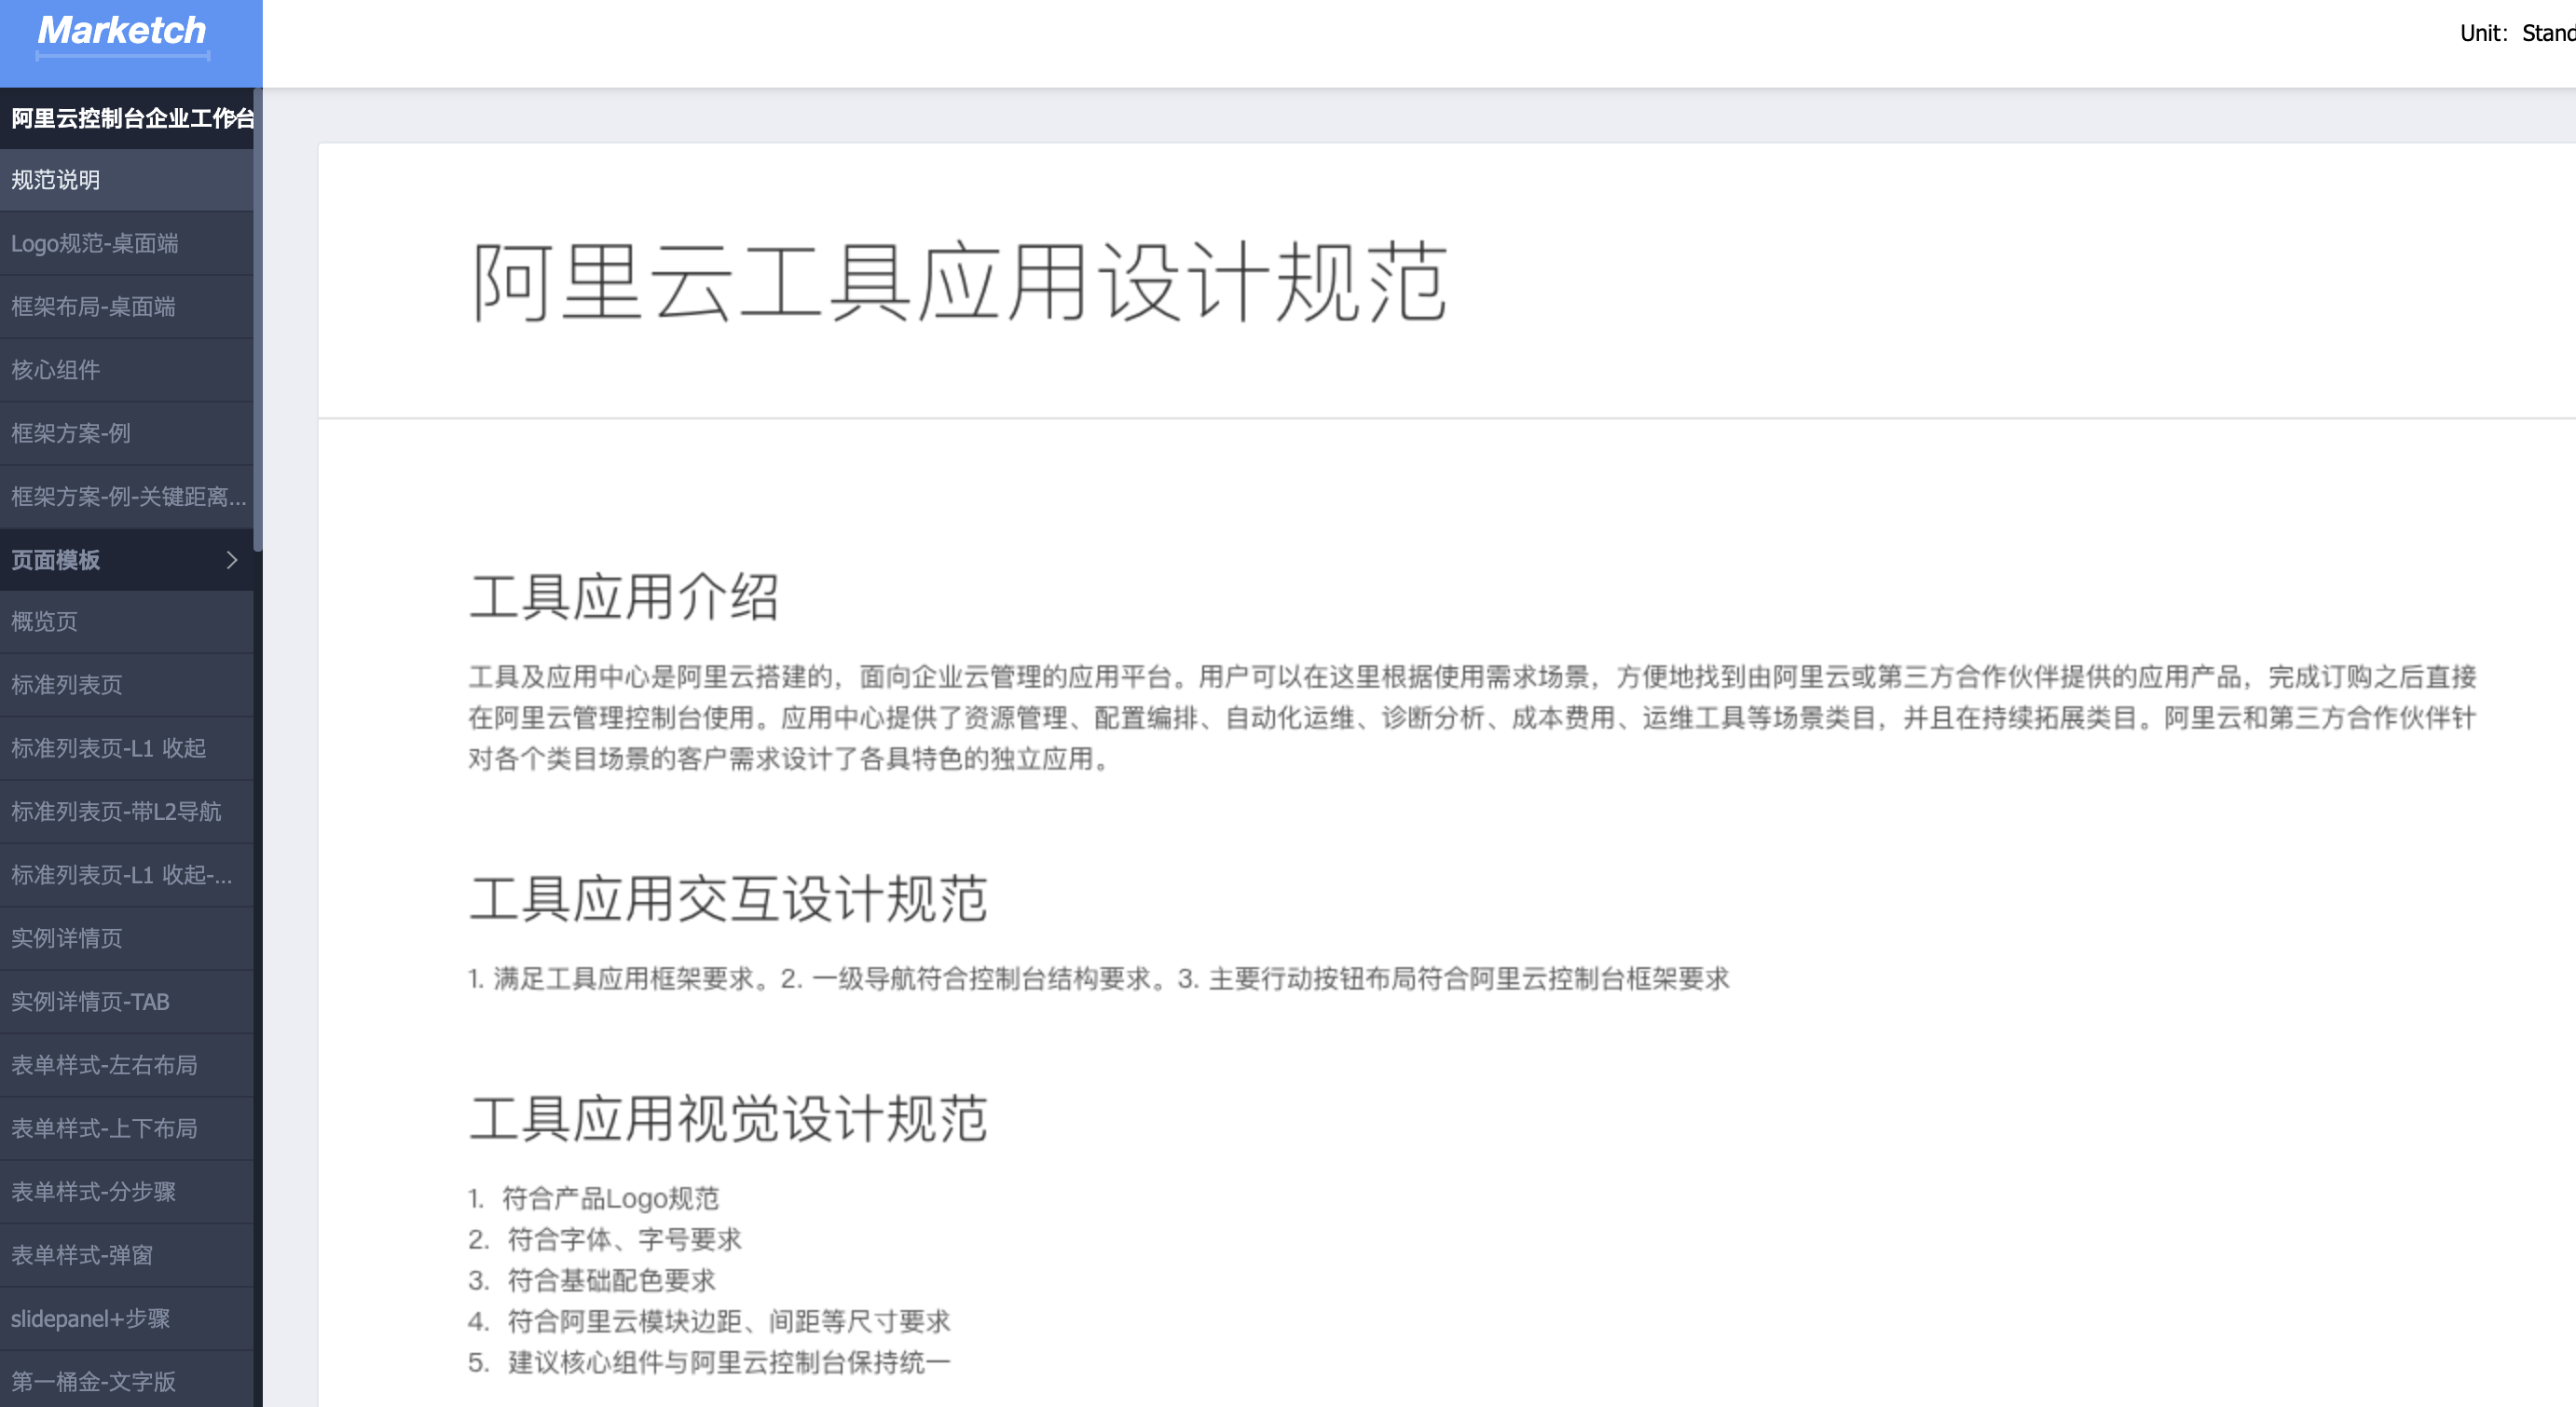 Marketch
Unit: Stand
阿里云控制台企业工作台
规范说明
Logo规范-桌面端
框架布局-桌面端
核心组件
框架方案-例
框架方案-例-关键距离...
页面模板
概览页
标准列表页
标准列表页-L1 收起
标准列表页-带L2导航
标准列表页-L1 收起-...
实例详情页
实例详情页-TAB
表单样式-左右布局
表单样式-上下布局
表单样式-分步骤
表单样式-弹窗
slidepanel+步骤
第一桶金-文字版
阿里云工具应用设计规范
工具应用介绍
工具及应用中心是阿里云搭建的，面向企业云管理的应用平台。用户可以在这里根据使用需求场景，方便地找到由阿里云或第三方合作伙伴提供的应用产品，完成订购之后直接
在阿里云管理控制台使用。应用中心提供了资源管理、配置编排、自动化运维、诊断分析、成本费用、运维工具等场景类目，并且在持续拓展类目。阿里云和第三方合作伙伴针
对各个类目场景的客户需求设计了各具特色的独立应用。
工具应用交互设计规范
1. 满足工具应用框架要求。2. 一级导航符合控制台结构要求。3. 主要行动按钮布局符合阿里云控制台框架要求
工具应用视觉设计规范
1. 符合产品Logo规范
2. 符合字体、字号要求
3. 符合基础配色要求
4. 符合阿里云模块边距、间距等尺寸要求
5. 建议核心组件与阿里云控制台保持统一